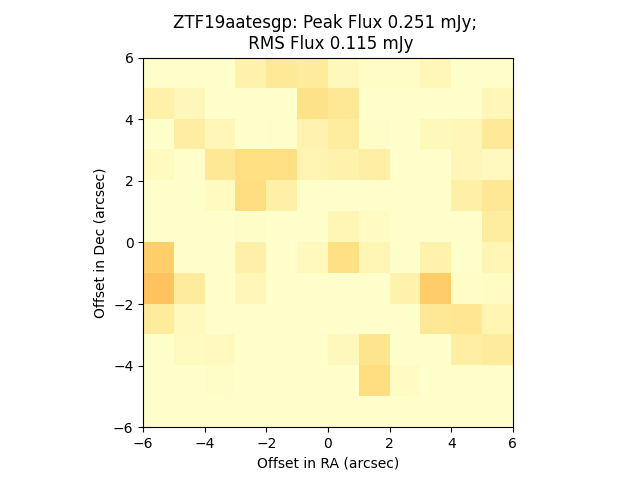 ZTF19aatesgp: Peak Flux 0.251 mJy;
RMS Flux 0.115 mJy
6
4
2
0
−2
−4
−6
Offset in Dec (arcsec)
−6 −4 −2 0 2 4 6
Offset in RA (arcsec)